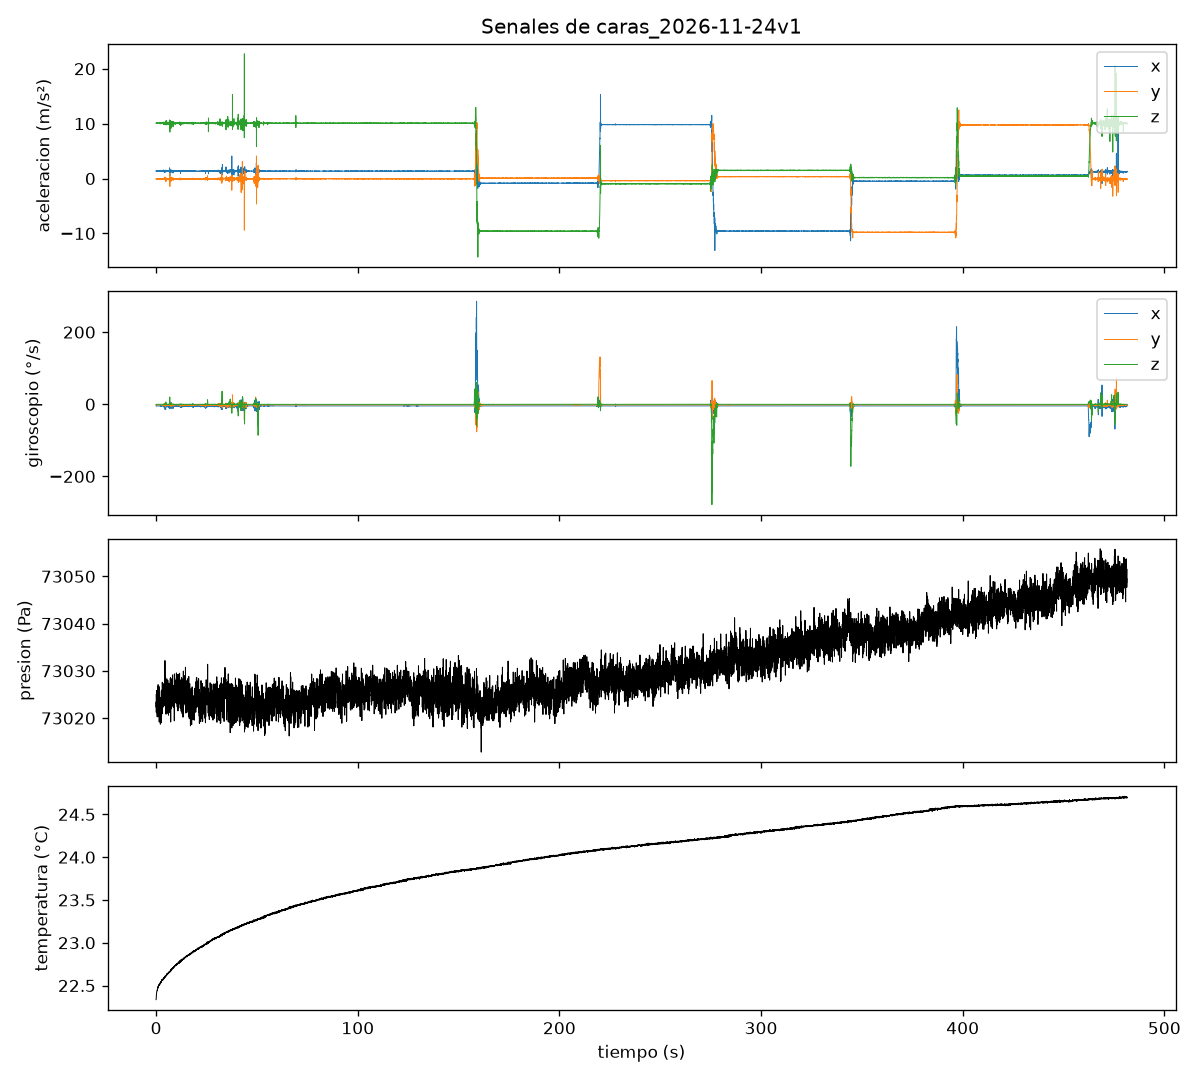 Senales de caras_2026-11-24v1
aceleracion (m/s²)
20
10
0
−10
x
y
z
giroscopio (°/s)
200
0
−200
x
y
z
presion (Pa)
73050
73040
73030
73020
temperatura (°C)
24.5
24.0
23.5
23.0
22.5
0 100 200 300 400 500
tiempo (s)